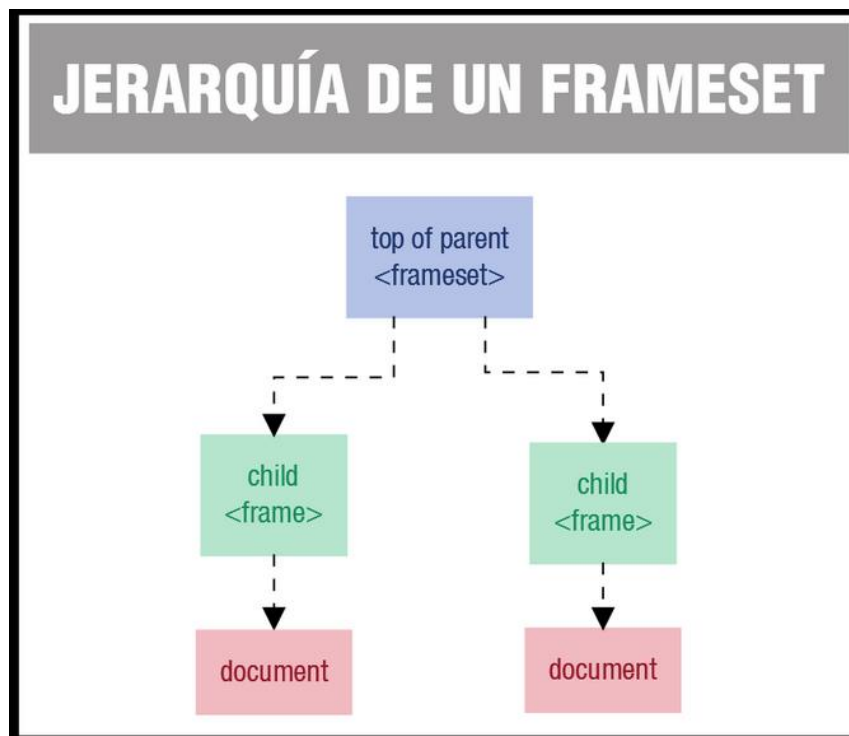 JERARQUÍA DE UN FRAMESET
top of parent
<frameset>
child
<frame>
child
<frame>
document
document